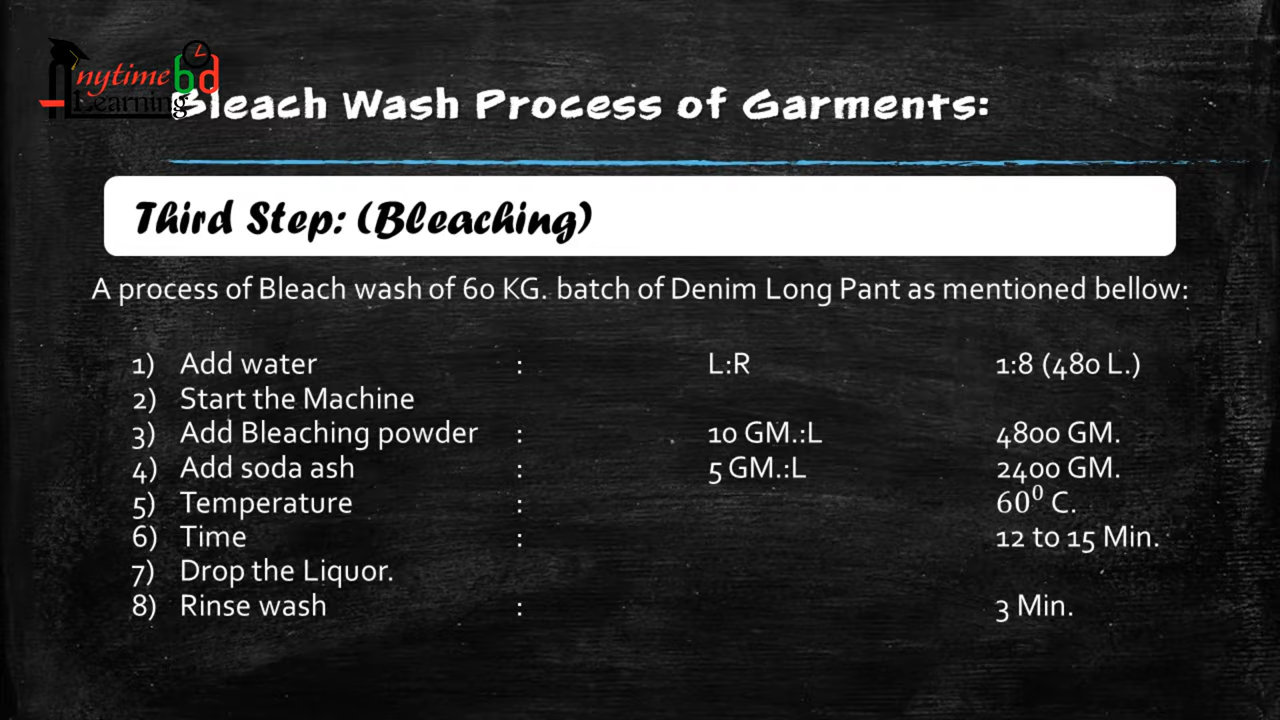 Anytime bd
Learning
Bleach Wash Process of Garments:
Third Step: (Bleaching)
A process of Bleach wash of 60 KG. batch of Denim Long Pant as mentioned bellow:
1) Add water : L:R 1:8 (480 L.)
2) Start the Machine
3) Add Bleaching powder : 10 GM.:L 4800 GM.
4) Add soda ash : 5 GM.:L 2400 GM.
5) Temperature : 60⁰ C.
6) Time : 12 to 15 Min.
7) Drop the Liquor.
8) Rinse wash : 3 Min.